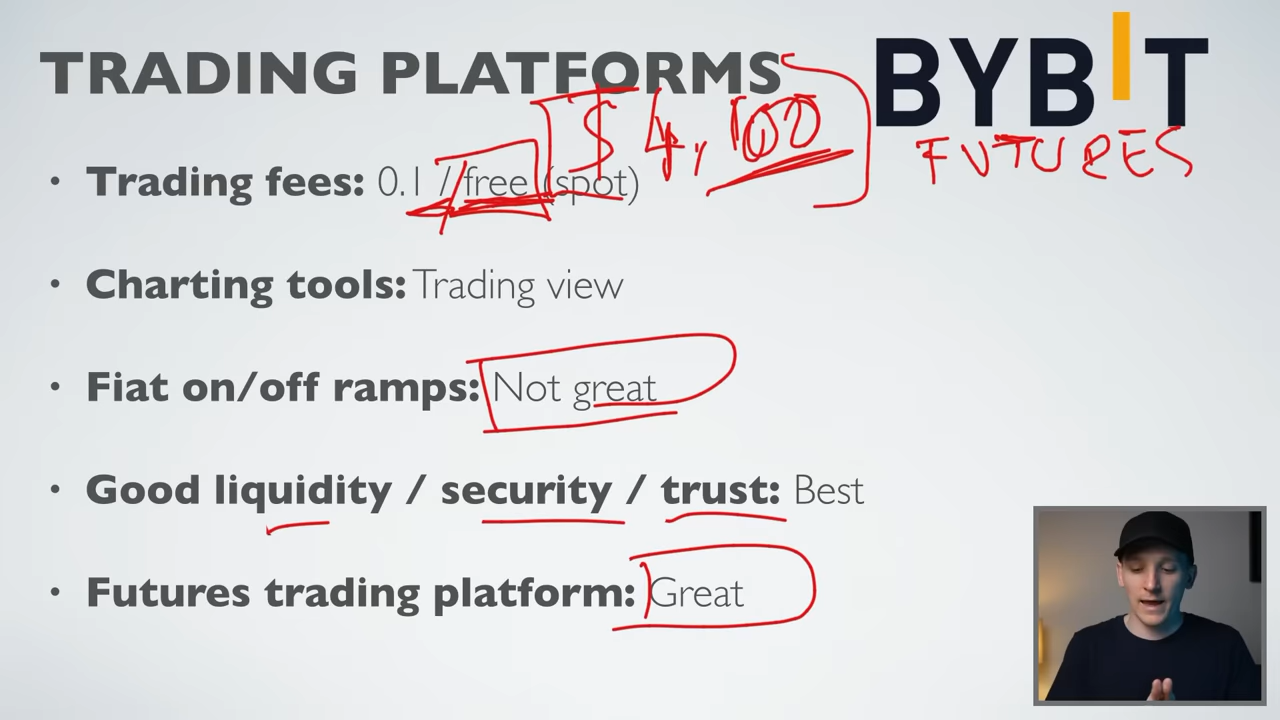 TRADING PLATFORMS
BYBIT
$ 4,100
FUTURES
• Trading fees: 0.1 / free (spot)
• Charting tools: Trading view
• Fiat on/off ramps: Not great
• Good liquidity / security / trust: Best
• Futures trading platform: Great